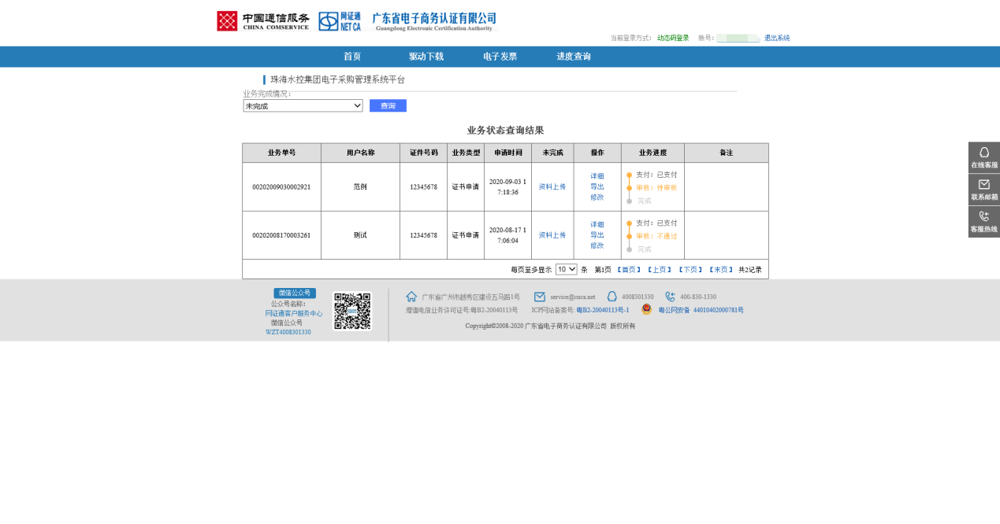 中国通信服务 网证通 广东省电子商务认证有限公司
CHINA COMSERVICE NETCA Guangdong Electronic Certification Authority
当前登录方式： 动态码登录 账号： 退出系统
首页 驱动下载 电子发票 进度查询
珠海水控集团电子采购管理系统平台
业务完成情况：
未完成 查询
业务状态查询结果
业务单号 用户名称 证件号码 业务类型 申请时间 未完成 操作 业务进度 备注
00202009030002921 范例 12345678 证书申请 2020-09-03 1
7:18:36 资料上传 详细
导出
修改
支付：已支付
审核：待审核
完成
00202008170003261 测试 12345678 证书申请 2020-08-17 1
7:06:04 资料上传 详细
导出
修改
支付：已支付
审核：不通过
完成
每页至多显示 10 条 第1页 【首页】 【上页】 【下页】 【末页】 共2记录
在线客服
联系邮箱
客服热线
微信公众号
公众号名称：
网证通客户服务中心
微信公众号
WZT4008301330
广东省广州市越秀区建设五马路1号 service@cnca.net 4008301330 400-830-1330
增值电信业务许可证号:粤B2-20040113号 ICP网站备案号: 粤B2-20040113号-1 粤公网安备 44010402000781号
Copyright©2008-2020 广东省电子商务认证有限公司 版权所有